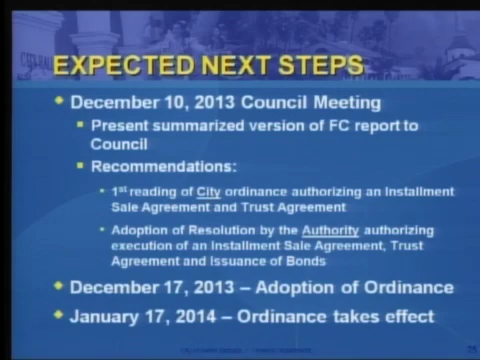 EXPECTED NEXT STEPS
December 10, 2013 Council Meeting
Present summarized version of FC report to
Council
Recommendations:
1st reading of City ordinance authorizing an Installment
Sale Agreement and Trust Agreement
Adoption of Resolution by the Authority authorizing
execution of an Installment Sale Agreement, Trust
Agreement and Issuance of Bonds
December 17, 2013 – Adoption of Ordinance
January 17, 2014 – Ordinance takes effect